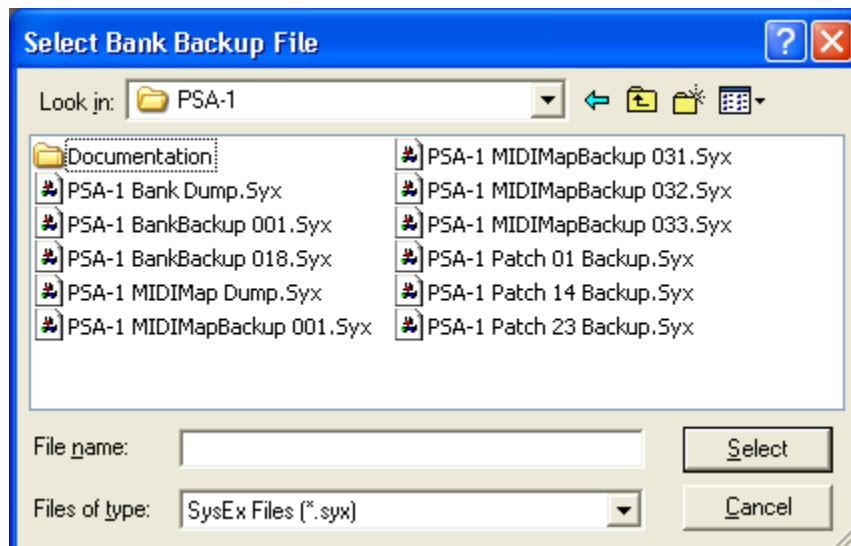 Select Bank Backup File
Look in: PSA-1
Documentation
PSA-1 Bank Dump.Syx
PSA-1 BankBackup 001.Syx
PSA-1 BankBackup 018.Syx
PSA-1 MIDIMap Dump.Syx
PSA-1 MIDIMapBackup 001.Syx
PSA-1 MIDIMapBackup 031.Syx
PSA-1 MIDIMapBackup 032.Syx
PSA-1 MIDIMapBackup 033.Syx
PSA-1 Patch 01 Backup.Syx
PSA-1 Patch 14 Backup.Syx
PSA-1 Patch 23 Backup.Syx
File name:
Select
Files of type: SysEx Files (*.syx)
Cancel